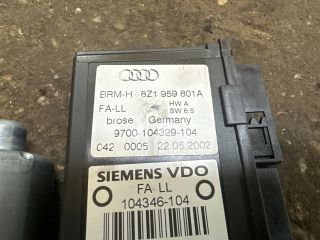 BRM-H 8Z1 959 801A
FA-LL HW A
SW 6.5
brose Germany
9700-104329-104
042 0005 22.05.2002
SIEMENS VDO
FA LL
104346-104